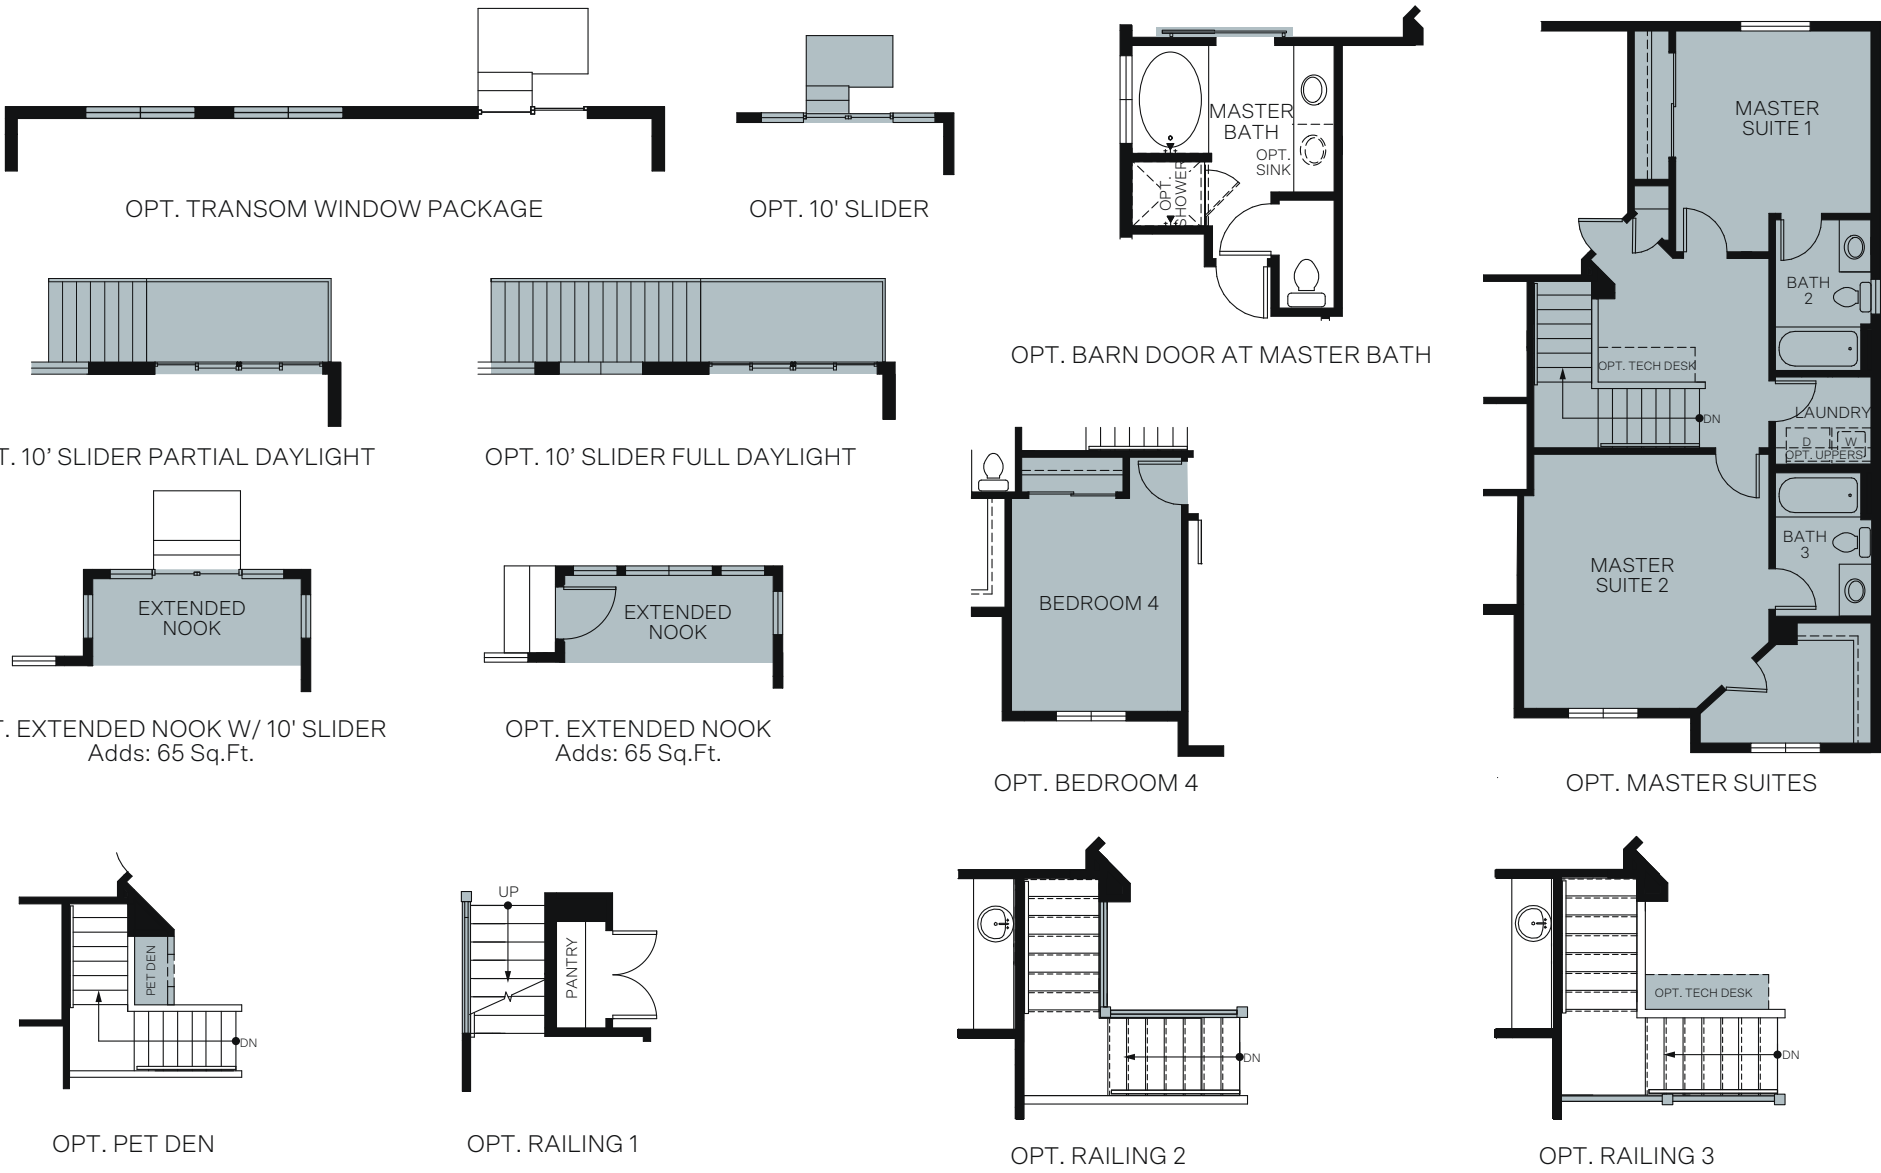 MASTER
BATH
OPT.
SINK
OPT.
SHOWER
MASTER
SUITE 1
OPT. TRANSOM WINDOW PACKAGE
OPT. 10' SLIDER
BATH
2
OPT. BARN DOOR AT MASTER BATH
OPT. TECH DESK
DN
LAUNDRY
D
W
OPT. UPPERS
T. 10' SLIDER PARTIAL DAYLIGHT
OPT. 10' SLIDER FULL DAYLIGHT
BATH
3
MASTER
SUITE 2
EXTENDED
NOOK
EXTENDED
NOOK
BEDROOM 4
T. EXTENDED NOOK W/ 10' SLIDER
Adds: 65 Sq.Ft.
OPT. EXTENDED NOOK
Adds: 65 Sq.Ft.
OPT. BEDROOM 4
OPT. MASTER SUITES
PET DEN
DN
UP
PANTRY
DN
OPT. TECH DESK
DN
OPT. PET DEN
OPT. RAILING 1
OPT. RAILING 2
OPT. RAILING 3